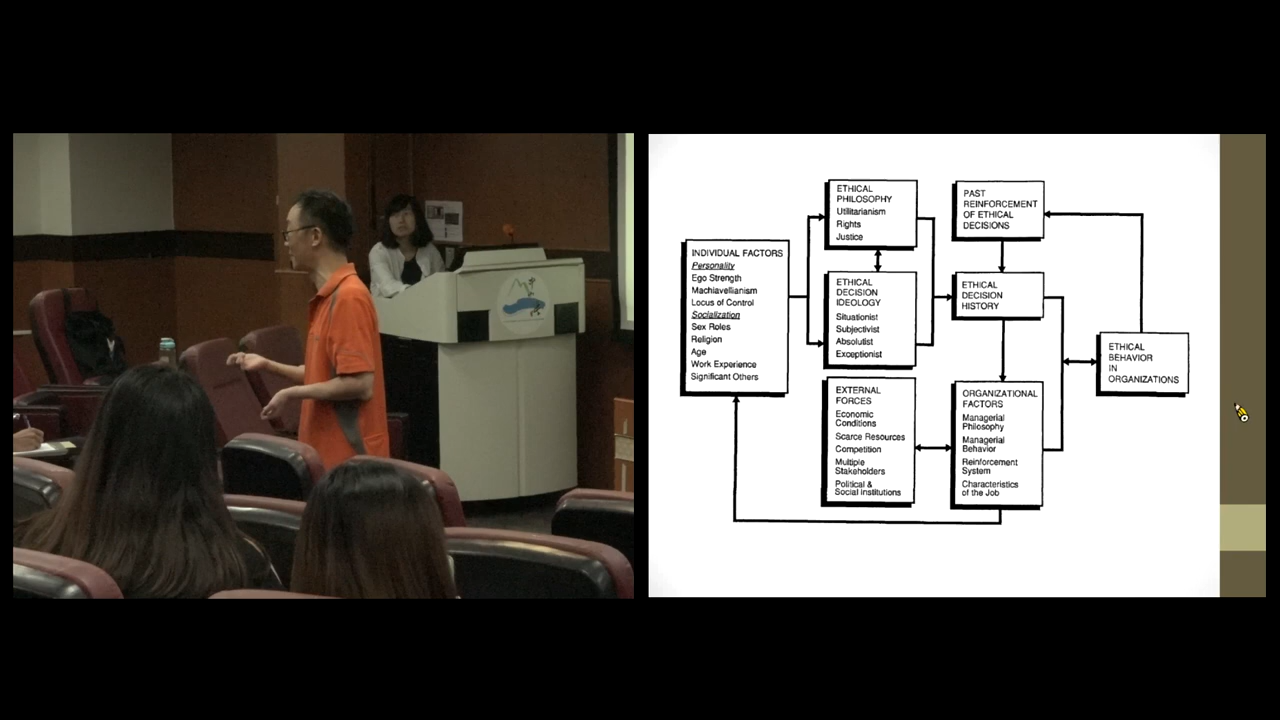 INDIVIDUAL FACTORS
Personality
Ego Strength
Machiavellianism
Locus of Control
Socialization
Sex Roles
Religion
Age
Work Experience
Significant Others
ETHICAL
PHILOSOPHY
Utilitarianism
Rights
Justice
ETHICAL
DECISION
IDEOLOGY
Situationist
Subjectivist
Absolutist
Exceptionist
EXTERNAL
FORCES
Economic
Conditions
Scarce Resources
Competition
Multiple
Stakeholders
Political &
Social Institutions
PAST
REINFORCEMENT
OF ETHICAL
DECISIONS
ETHICAL
DECISION
HISTORY
ORGANIZATIONAL
FACTORS
Managerial
Philosophy
Managerial
Behavior
Reinforcement
System
Characteristics
of the Job
ETHICAL
BEHAVIOR
IN
ORGANIZATIONS